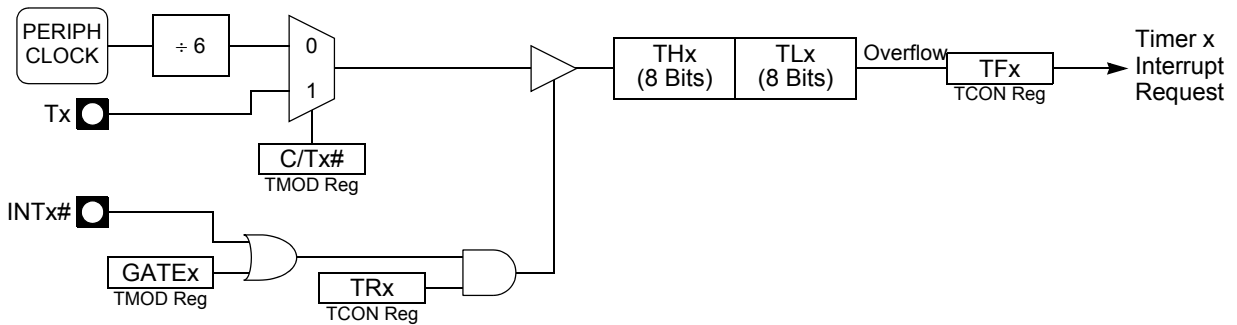 PERIPH
CLOCK
÷ 6
0
1
Tx
C/Tx#
TMOD Reg
THx
(8 Bits)
TLx
(8 Bits)
Overflow
TFx
TCON Reg
Timer x
Interrupt
Request
INTx#
GATEx
TMOD Reg
TRx
TCON Reg